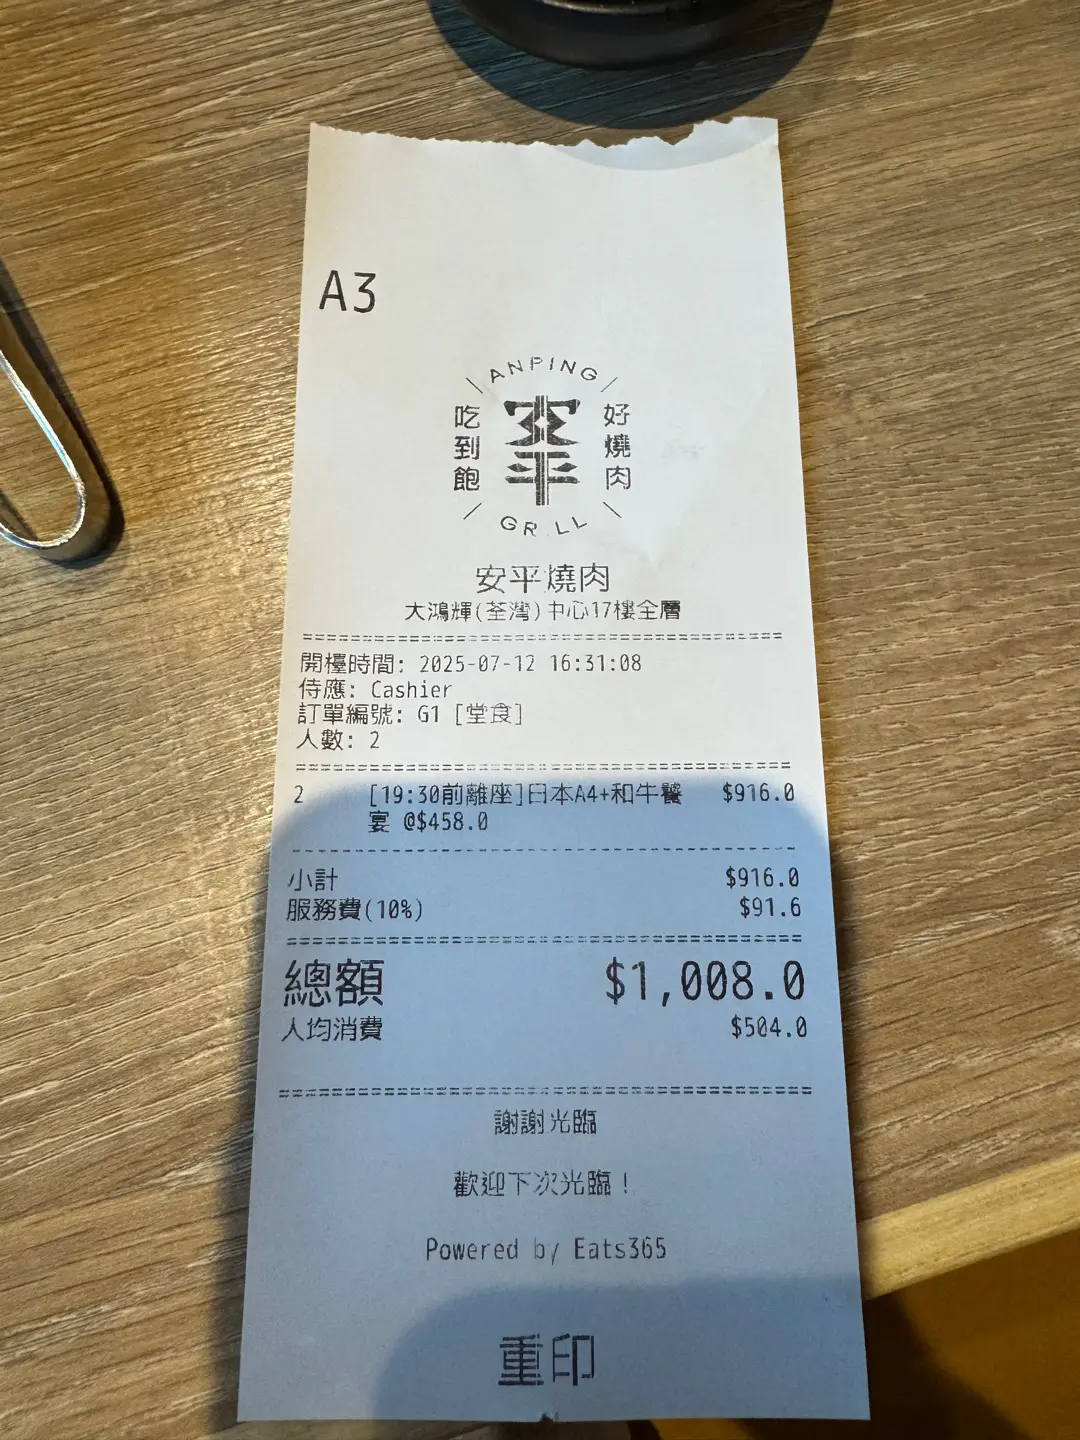 A3
ANPING
吃到飽
安平
好燒肉
GRILL
安平燒肉
大鴻輝(荃灣)中心17樓全層
開檯時間: 2025-07-12 16:31:08
侍應: Cashier
訂單編號: G1 [堂食]
人數: 2
2 [19:30前離座]日本A4+和牛饗 $916.0
宴 @$458.0
小計 $916.0
服務費(10%) $91.6
總額 $1,008.0
人均消費 $504.0
謝謝光臨
歡迎下次光臨!
Powered by Eats365
重印